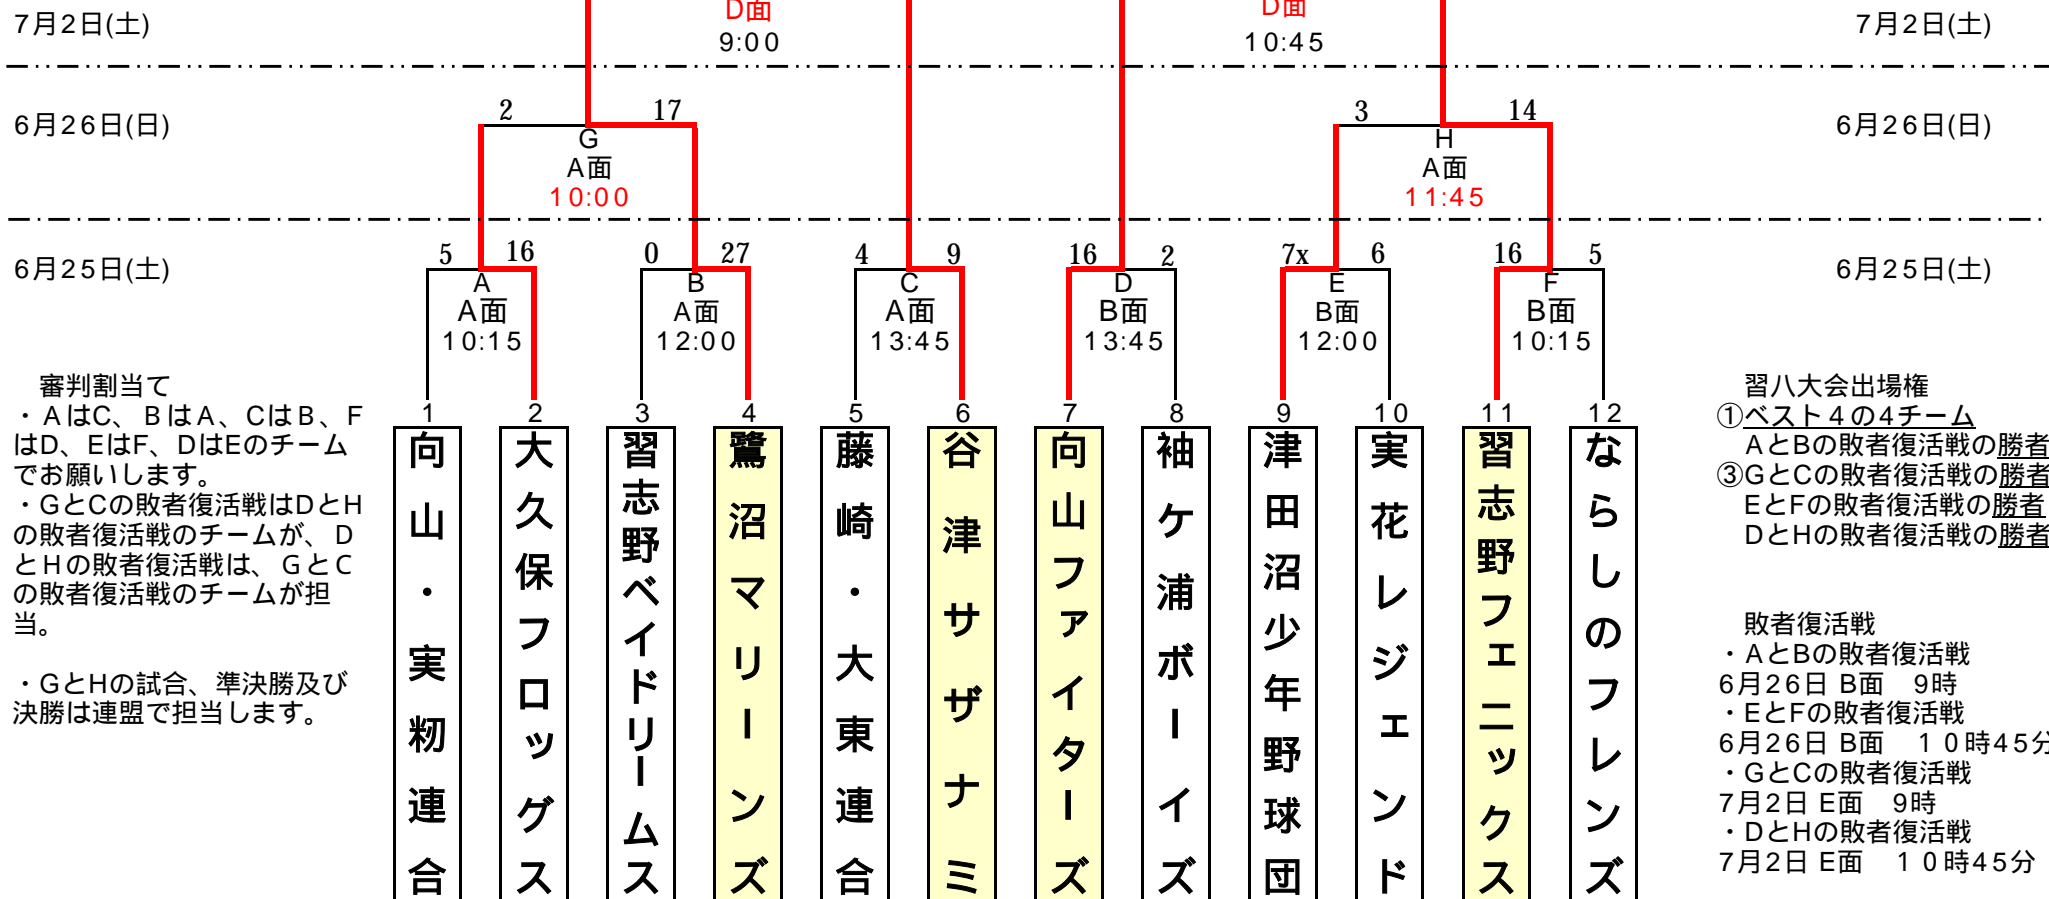 D面
D面
7月2日(土)
9:00
10:45
7月2日(土)
2
17
3
14
6月26日(日)
G
H
6月26日(日)
A面
A面
10:00
11:45
5
16
0
27
4
9
16
2
7x
6
16
5
6月25日(土)
A
B
C
D
E
F
6月25日(土)
A面
A面
A面
B面
B面
B面
10:15
12:00
13:45
13:45
12:00
10:15
審判割当て
・AはC、BはA、CはB、F
はD、EはF、DはEのチーム
でお願いします。
・GとCの敗者復活戦はDとH
の敗者復活戦のチームが、D
とHの敗者復活戦は、GとC
の敗者復活戦のチームが担
当。
・GとHの試合、準決勝及び
決勝は連盟で担当します。
1
2
3
4
5
6
7
8
9
10
11
12
向山・実籾連合
大久保フロッグス
習志野ベイドリームス
鷺沼マリーンズ
藤崎・大東連合
谷津サザナミ
向山ファイターズ
袖ケ浦ボーイズ
津田沼少年野球団
実花レジェンド
習志野フェニックス
ならしのフレンズ
習八大会出場権
①ベスト4の4チーム
AとBの敗者復活戦の勝者
③GとCの敗者復活戦の勝者
EとFの敗者復活戦の勝者
DとHの敗者復活戦の勝者
敗者復活戦
・AとBの敗者復活戦
6月26日 B面　9時
・EとFの敗者復活戦
6月26日 B面　10時45分
・GとCの敗者復活戦
7月2日 E面　9時
・DとHの敗者復活戦
7月2日 E面　10時45分